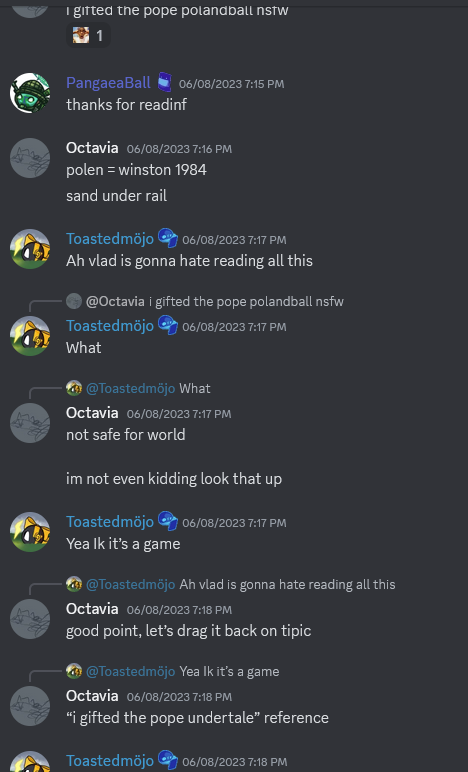 i gifted the pope polandball nsfw
1
PangaeaBall 06/08/2023 7:15 PM
thanks for readinf
Octavia 06/08/2023 7:16 PM
polen = winston 1984
sand under rail
Toastedmöjo 06/08/2023 7:17 PM
Ah vlad is gonna hate reading all this
@Octavia i gifted the pope polandball nsfw
Toastedmöjo 06/08/2023 7:17 PM
What
@Toastedmöjo What
Octavia 06/08/2023 7:17 PM
not safe for world
im not even kidding look that up
Toastedmöjo 06/08/2023 7:17 PM
Yea Ik it’s a game
@Toastedmöjo Ah vlad is gonna hate reading all this
Octavia 06/08/2023 7:18 PM
good point, let’s drag it back on tipic
@Toastedmöjo Yea Ik it’s a game
Octavia 06/08/2023 7:18 PM
“i gifted the pope undertale” reference
Toastedmöjo 06/08/2023 7:18 PM